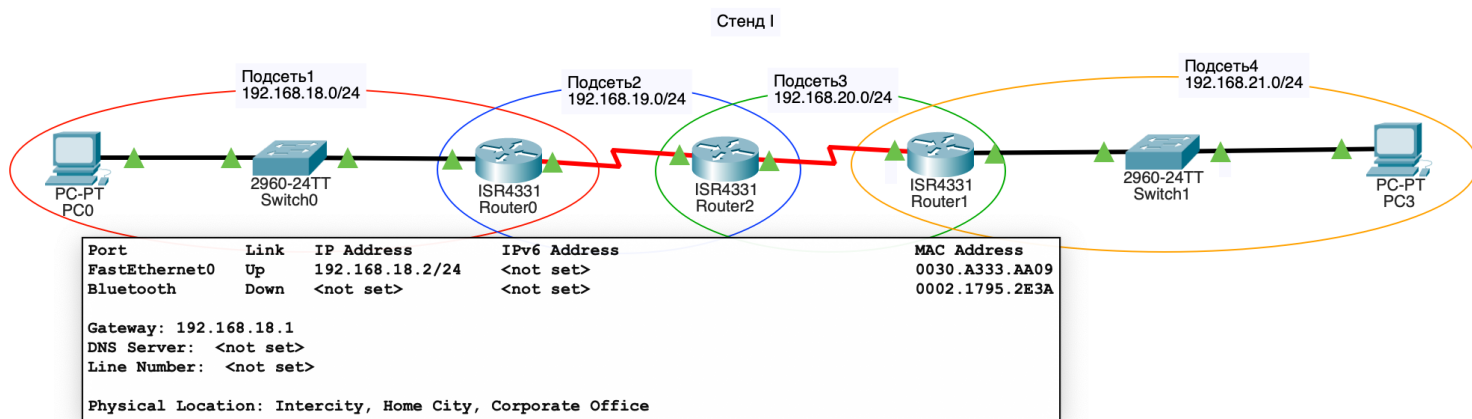 Стенд I
Подсеть1
192.168.18.0/24
Подсеть2
192.168.19.0/24
Подсеть3
192.168.20.0/24
Подсеть4
192.168.21.0/24
PC-PT
PC0
2960-24TT
Switch0
ISR4331
Router0
ISR4331
Router2
ISR4331
Router1
2960-24TT
Switch1
PC-PT
PC3
Port Link IP Address IPv6 Address MAC Address
FastEthernet0 Up 192.168.18.2/24 <not set> 0030.A333.AA09
Bluetooth Down <not set> <not set> 0002.1795.2E3A
Gateway: 192.168.18.1
DNS Server: <not set>
Line Number: <not set>
Physical Location: Intercity, Home City, Corporate Office